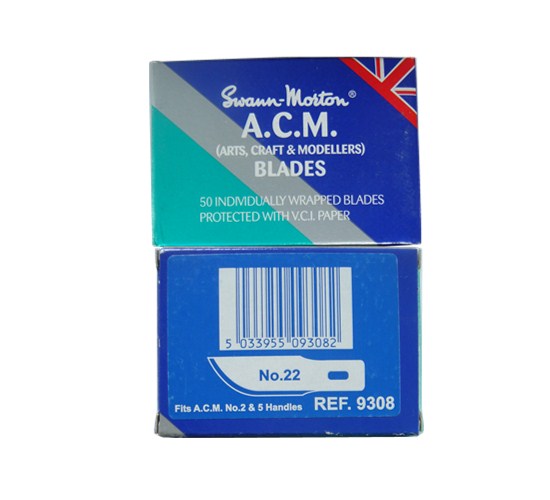 Swann-Morton®
A.C.M.
(ARTS, CRAFT & MODELLERS)
BLADES
50 INDIVIDUALLY WRAPPED BLADES
PROTECTED WITH V.C.I. PAPER
5 033955 093082
No.22
Fits A.C.M. No.2 & 5 Handles REF. 9308